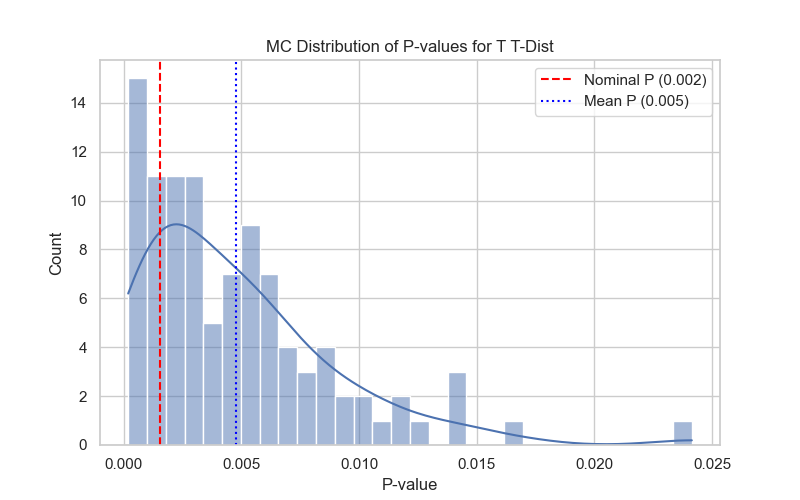 MC Distribution of P-values for T T-Dist
Nominal P (0.002)
Mean P (0.005)
Count
14
12
10
8
6
4
2
0
0.000 0.005 0.010 0.015 0.020 0.025
P-value